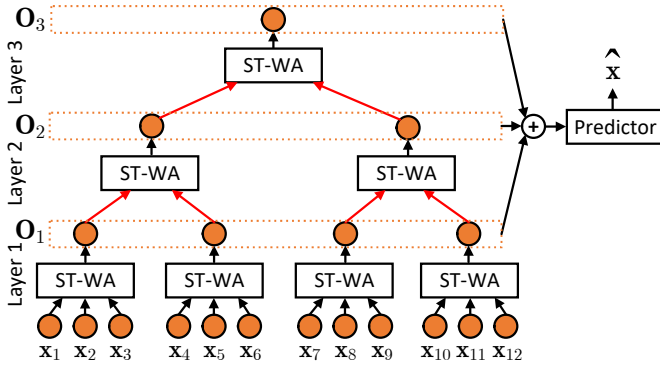 O₃
Layer 3
ST-WA
x̂
O₂
Predictor
+
Layer 2
ST-WA ST-WA
O₁
Layer 1
ST-WA ST-WA ST-WA ST-WA
x₁ x₂ x₃ x₄ x₅ x₆ x₇ x₈ x₉ x₁₀ x₁₁ x₁₂